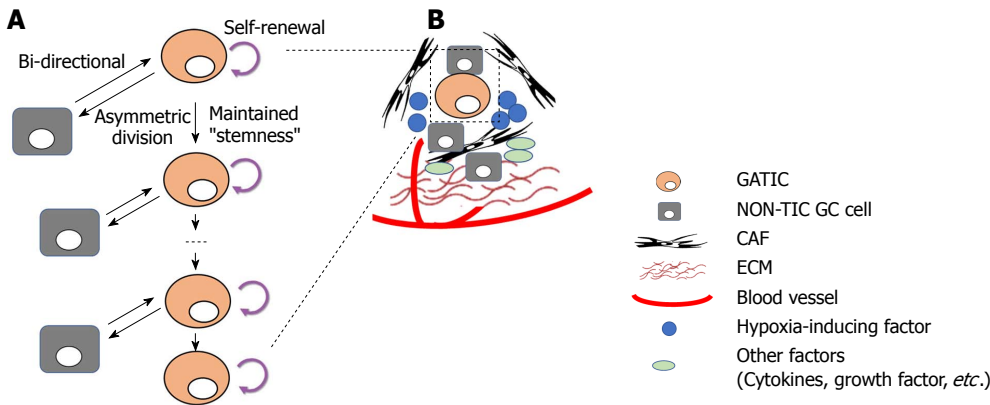 A
Self-renewal
Bi-directional
Asymmetric
division
Maintained
"stemness"
B
GATIC
NON-TIC GC cell
CAF
ECM
Blood vessel
Hypoxia-inducing factor
Other factors
(Cytokines, growth factor, etc.)